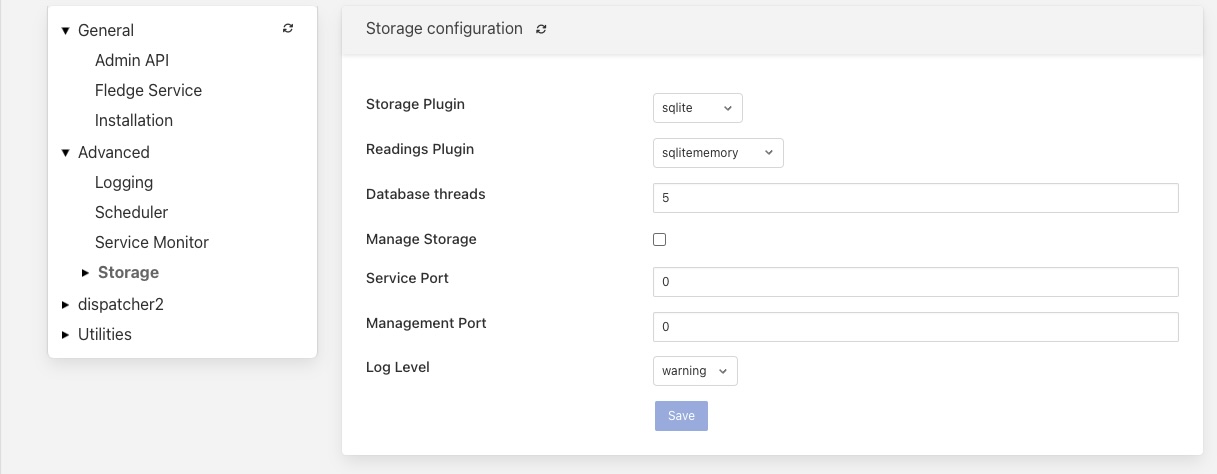 General
Admin API
Fledge Service
Installation
Advanced
Logging
Scheduler
Service Monitor
Storage
dispatcher2
Utilities
Storage configuration
Storage Plugin
sqlite
Readings Plugin
sqlitememory
Database threads
5
Manage Storage
Service Port
0
Management Port
0
Log Level
warning
Save